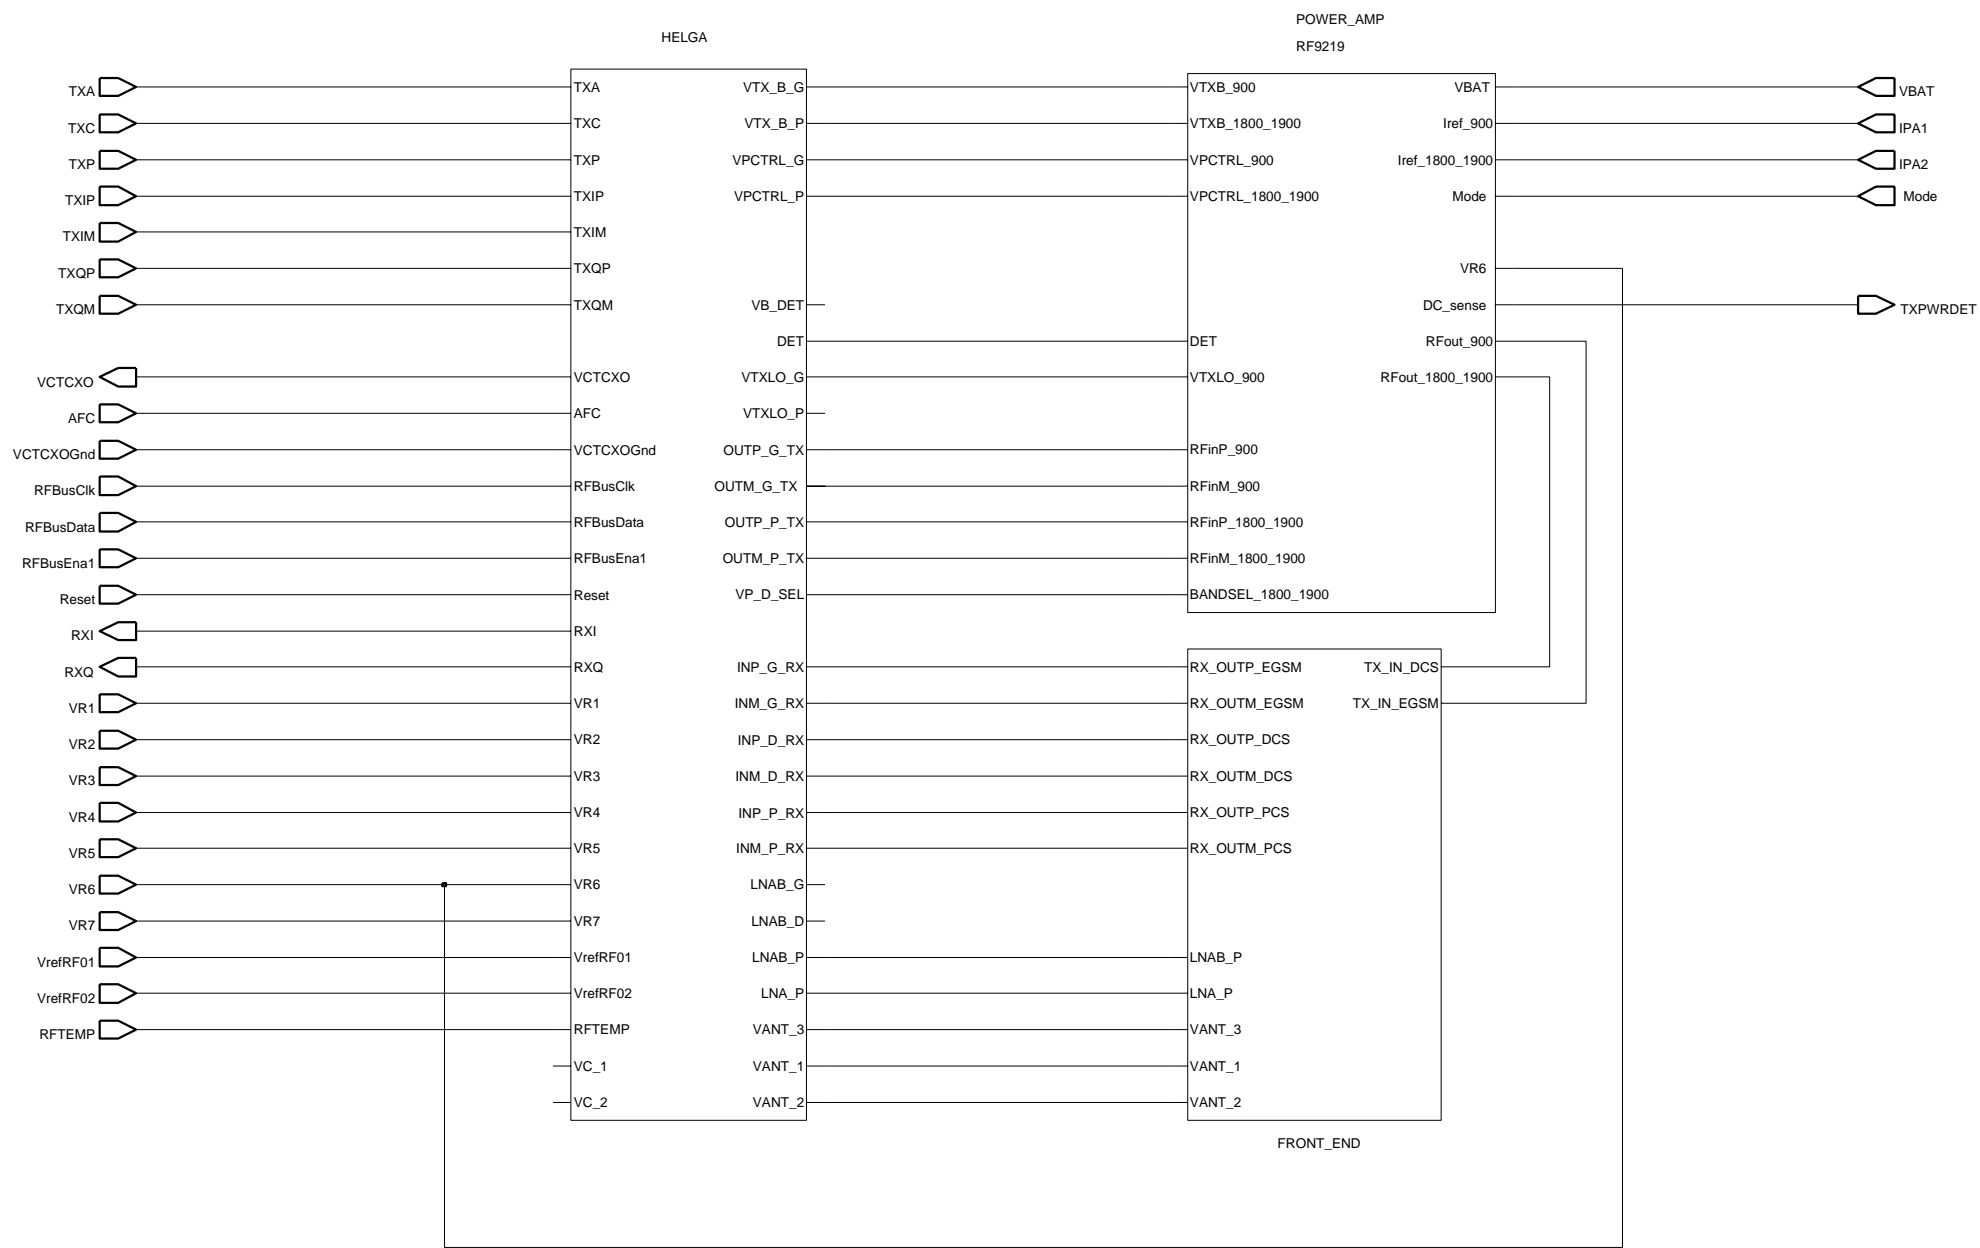 POWER_AMP
RF9219
HELGA
TXA TXA VTX_B_G VTXB_900 VBAT VBAT
TXC TXC VTX_B_P VTXB_1800_1900 Iref_900 IPA1
TXP TXP VPCTRL_G VPCTRL_900 Iref_1800_1900 IPA2
TXIP TXIP VPCTRL_P VPCTRL_1800_1900 Mode Mode
TXIM TXIM
TXQP TXQP VR6
TXQM TXQM VB_DET DC_sense TXPWRDET
DET DET RFout_900
VCTCXO VCTCXO VTXLO_G VTXLO_900 RFout_1800_1900
AFC AFC VTXLO_P
VCTCXOGnd VCTCXOGnd OUTP_G_TX RFinP_900
RFBusClk RFBusClk OUTM_G_TX RFinM_900
RFBusData RFBusData OUTP_P_TX RFinP_1800_1900
RFBusEna1 RFBusEna1 OUTM_P_TX RFinM_1800_1900
Reset Reset VP_D_SEL BANDSEL_1800_1900
RXI RXI
RXQ RXQ INP_G_RX RX_OUTP_EGSM TX_IN_DCS
VR1 VR1 INM_G_RX RX_OUTM_EGSM TX_IN_EGSM
VR2 VR2 INP_D_RX RX_OUTP_DCS
VR3 VR3 INM_D_RX RX_OUTM_DCS
VR4 VR4 INP_P_RX RX_OUTP_PCS
VR5 VR5 INM_P_RX RX_OUTM_PCS
VR6 VR6 LNAB_G
VR7 VR7 LNAB_D
VrefRF01 VrefRF01 LNAB_P LNAB_P
VrefRF02 VrefRF02 LNA_P LNA_P
RFTEMP RFTEMP VANT_3 VANT_3
VC_1 VANT_1 VANT_1
VC_2 VANT_2 VANT_2
FRONT_END